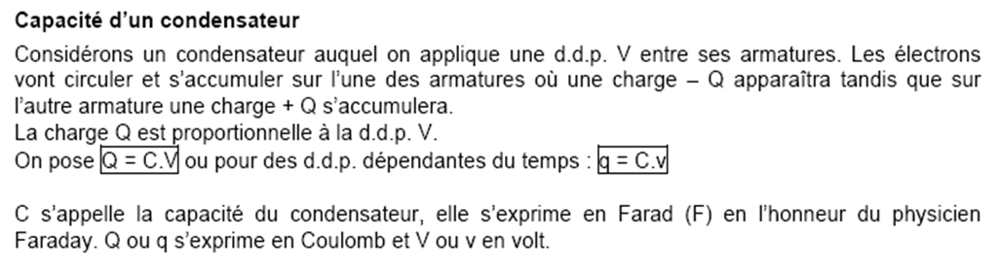 Capacité d’un condensateur
Considérons un condensateur auquel on applique une d.d.p. V entre ses armatures. Les électrons
vont circuler et s’accumuler sur l’une des armatures où une charge – Q apparaîtra tandis que sur
l’autre armature une charge + Q s’accumulera.
La charge Q est proportionnelle à la d.d.p. V.
On pose Q = C.V ou pour des d.d.p. dépendantes du temps : q = C.v
C s’appelle la capacité du condensateur, elle s’exprime en Farad (F) en l’honneur du physicien
Faraday. Q ou q s’exprime en Coulomb et V ou v en volt.